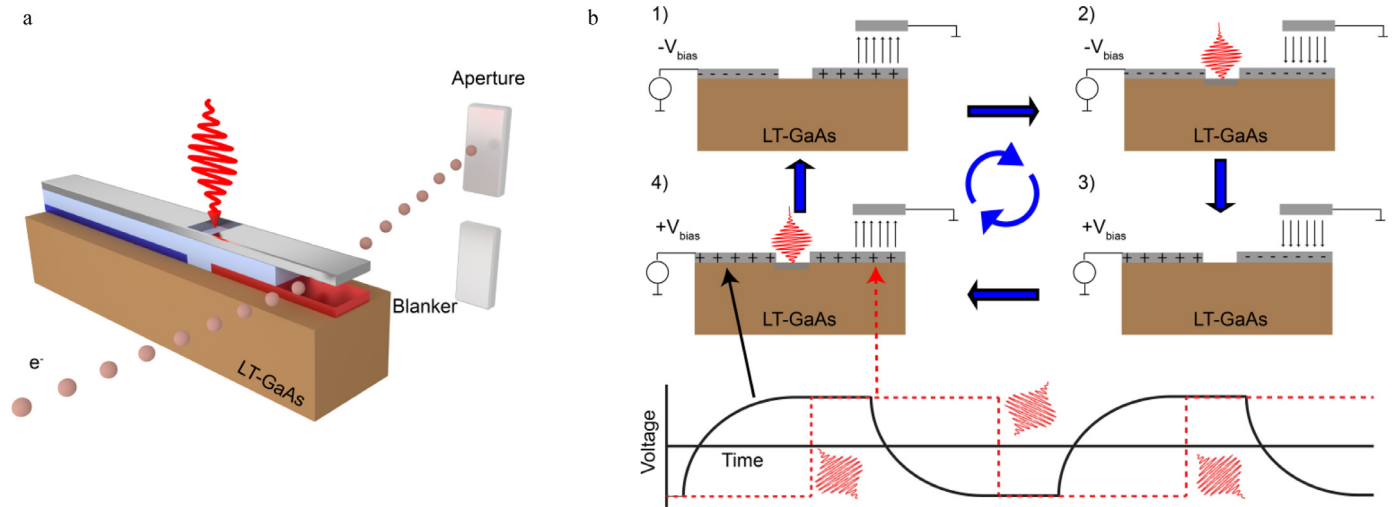 a
Aperture
Blanker
e-
LT-GaAs
b
1)
-Vbias
LT-GaAs
2)
-Vbias
LT-GaAs
4)
+Vbias
LT-GaAs
3)
+Vbias
LT-GaAs
Voltage
Time